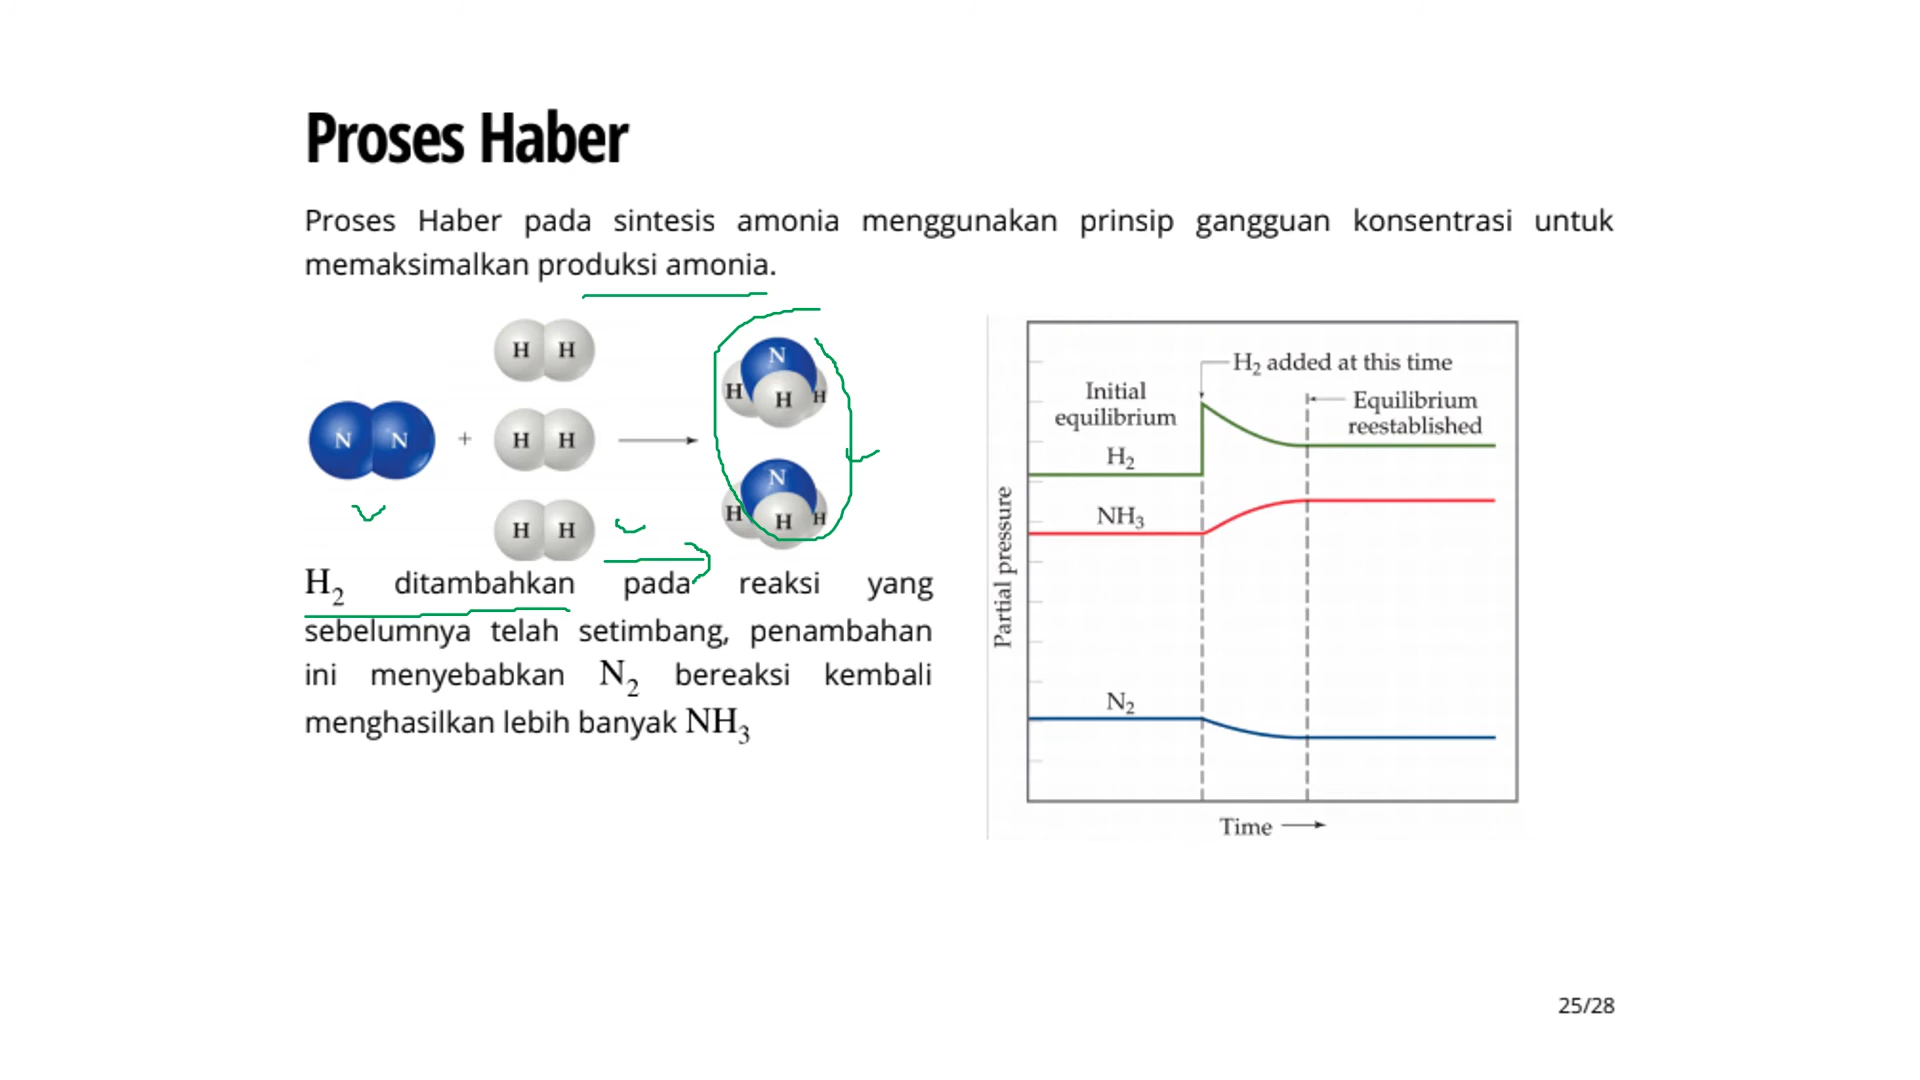 Proses Haber
Proses Haber pada sintesis amonia menggunakan prinsip gangguan konsentrasi untuk
memaksimalkan produksi amonia.
H H
N N + H H
H H
N
H H H
N
H H H
H₂ ditambahkan pada reaksi yang
sebelumnya telah setimbang, penambahan
ini menyebabkan N₂ bereaksi kembali
menghasilkan lebih banyak NH₃
H₂ added at this time
Initial
equilibrium
Equilibrium
reestablished
H₂
NH₃
N₂
Partial pressure
Time
25/28